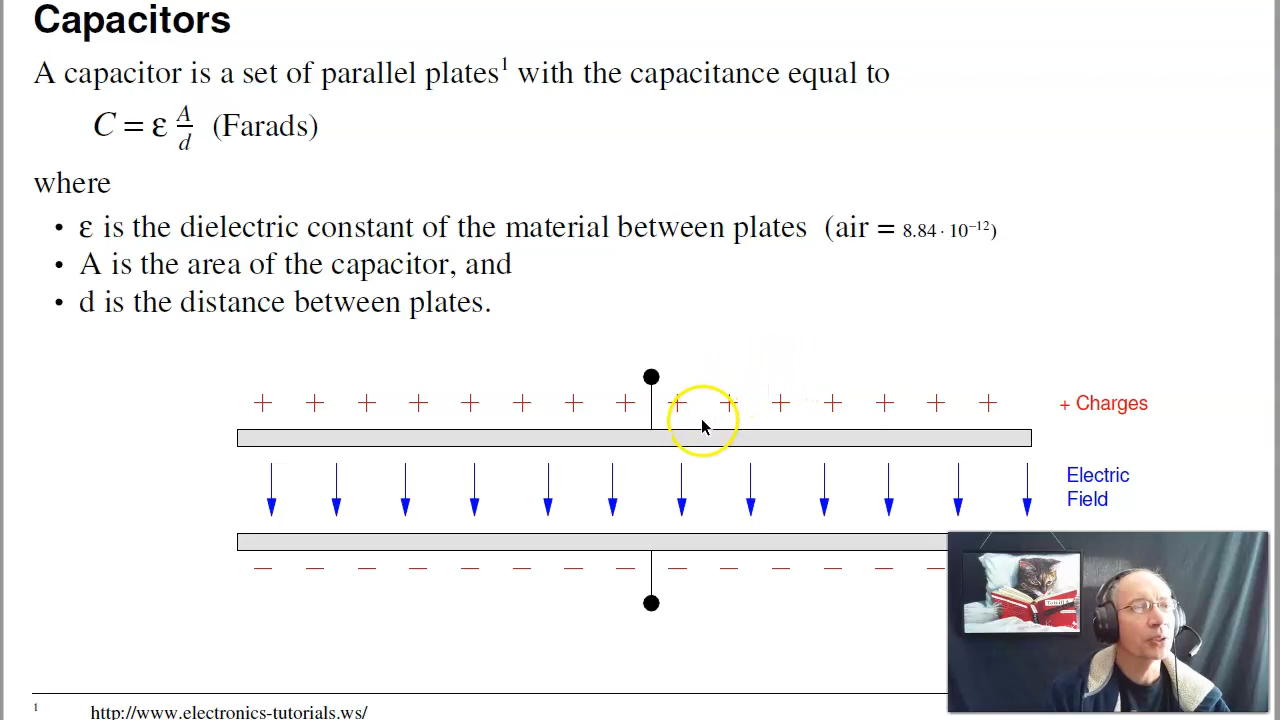 Capacitors
A capacitor is a set of parallel plates¹ with the capacitance equal to
C = ε A/d (Farads)
where
• ε is the dielectric constant of the material between plates (air = 8.84 · 10⁻¹²)
• A is the area of the capacitor, and
• d is the distance between plates.
+ Charges
Electric
Field
1 http://www.electronics-tutorials.ws/